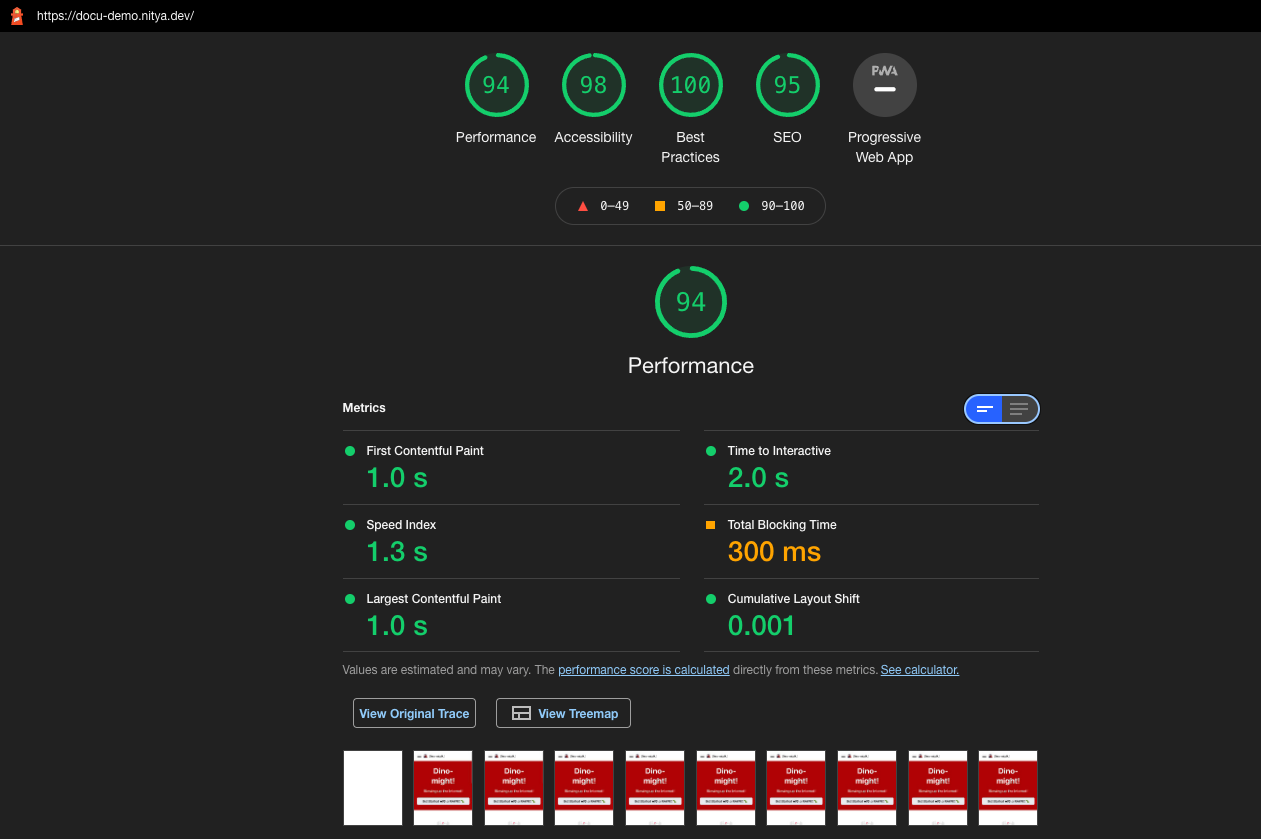 https://docu-demo.nitya.dev/
94
98
100
95
PWA
Performance
Accessibility
Best Practices
SEO
Progressive Web App
0–49
50–89
90–100
94
Performance
Metrics
First Contentful Paint
1.0 s
Time to Interactive
2.0 s
Speed Index
1.3 s
Total Blocking Time
300 ms
Largest Contentful Paint
1.0 s
Cumulative Layout Shift
0.001
Values are estimated and may vary. The performance score is calculated directly from these metrics. See calculator.
View Original Trace
View Treemap
Dino-
might!
Dino-
might!
Dino-
might!
Dino-
might!
Dino-
might!
Dino-
might!
Dino-
might!
Dino-
might!
Dino-
might!